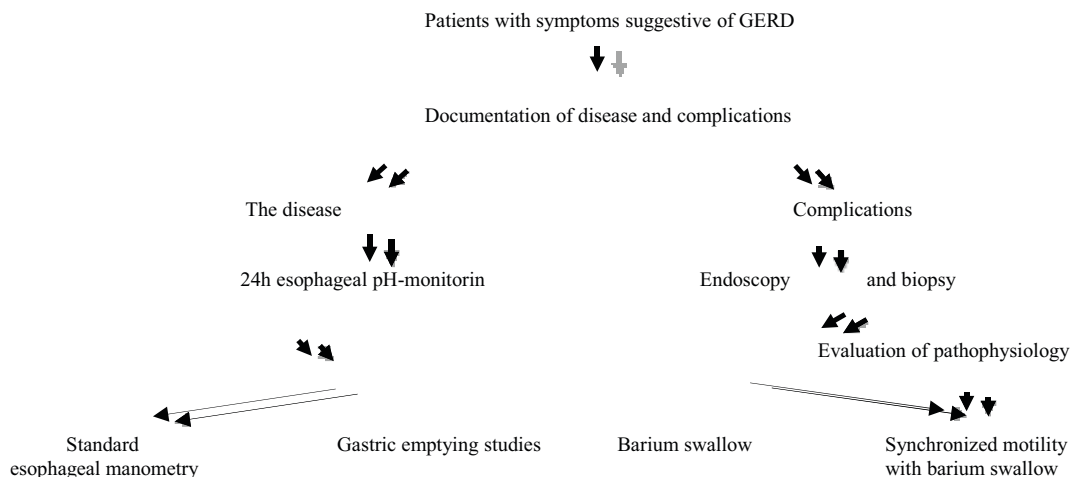 Patients with symptoms suggestive of GERD
Documentation of disease and complications
The disease
Complications
24h esophageal pH-monitorin
Endoscopy and biopsy
Evaluation of pathophysiology
Standard
esophageal manometry
Gastric emptying studies
Barium swallow
Synchronized motility
with barium swallow